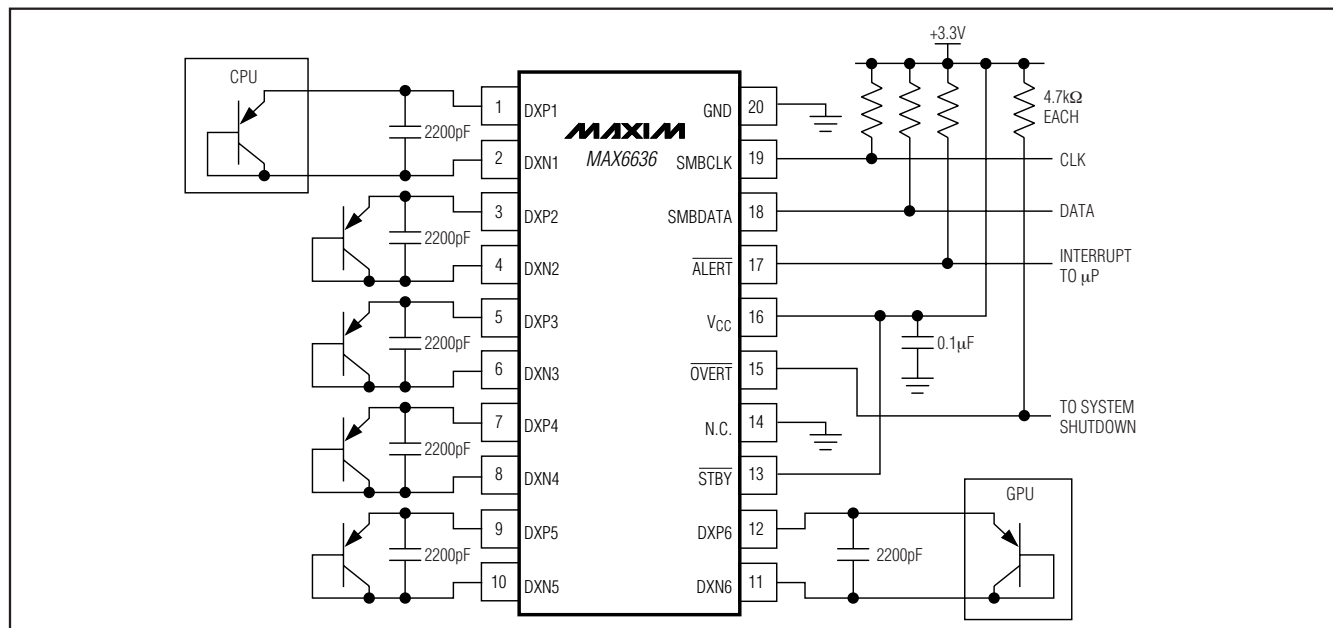 +3.3V
CPU
4.7kΩ
EACH
2200pF
1
DXP1
GND
20
MAXIM
MAX6636
2
DXN1
SMBCLK
19
CLK
3
DXP2
SMBDATA
18
DATA
2200pF
4
DXN2
ALERT
17
INTERRUPT
TO µP
5
DXP3
VCC
16
2200pF
0.1µF
6
DXN3
OVERT
15
7
DXP4
N.C.
14
TO SYSTEM
SHUTDOWN
2200pF
8
DXN4
STBY
13
GPU
9
DXP5
DXP6
12
2200pF
2200pF
10
DXN5
DXN6
11